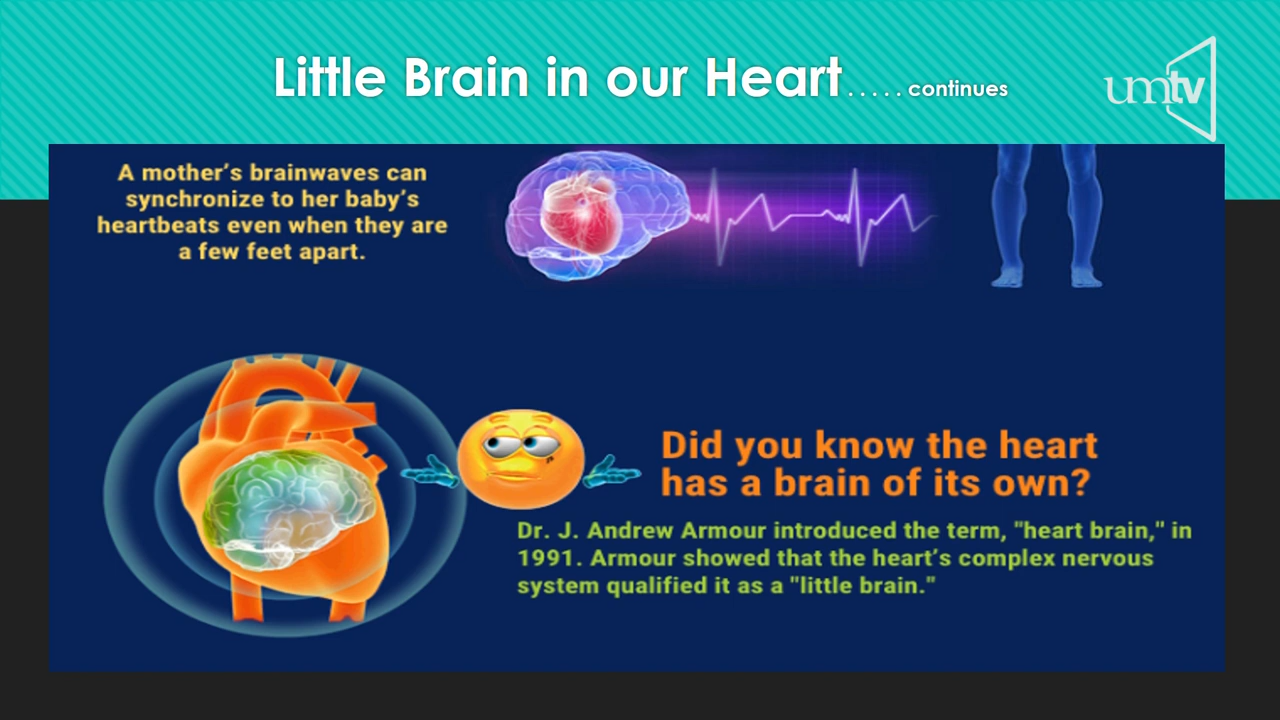 Little Brain in our Heart.....continues
umtv
A mother's brainwaves can
synchronize to her baby's
heartbeats even when they are
a few feet apart.
Did you know the heart
has a brain of its own?
Dr. J. Andrew Armour introduced the term, "heart brain," in
1991. Armour showed that the heart's complex nervous
system qualified it as a "little brain."